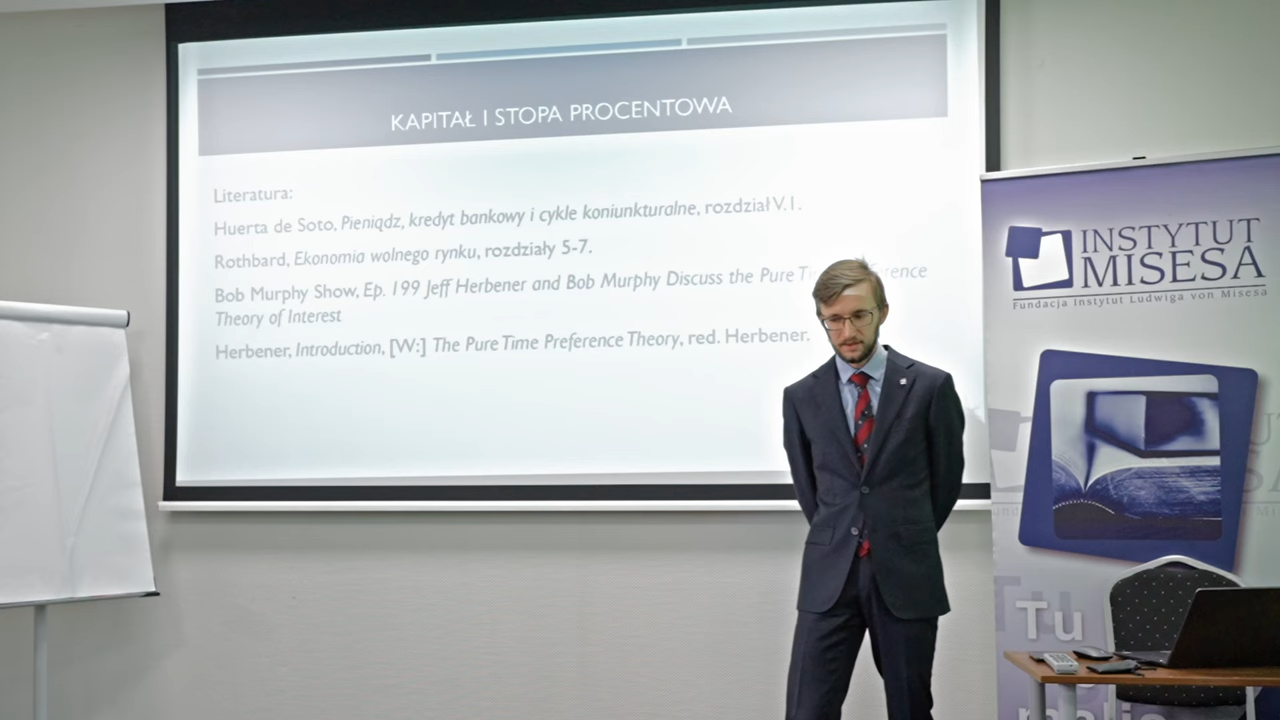 KAPITAŁ I STOPA PROCENTOWA
Literatura:
Huerta de Soto, Pieniądz, kredyt bankowy i cykle koniunkturalne, rozdział V.1.
Rothbard, Ekonomia wolnego rynku, rozdziały 5-7.
Bob Murphy Show, Ep. 199 Jeff Herbener and Bob Murphy Discuss the Pure
Theory of Interest
Herbener, Introduction, [W:] The Pure Time Preference Theory, red. Herbener.
INSTYTUT
MISESA
Fundacja Instytut Ludwiga von Misesa
Tu